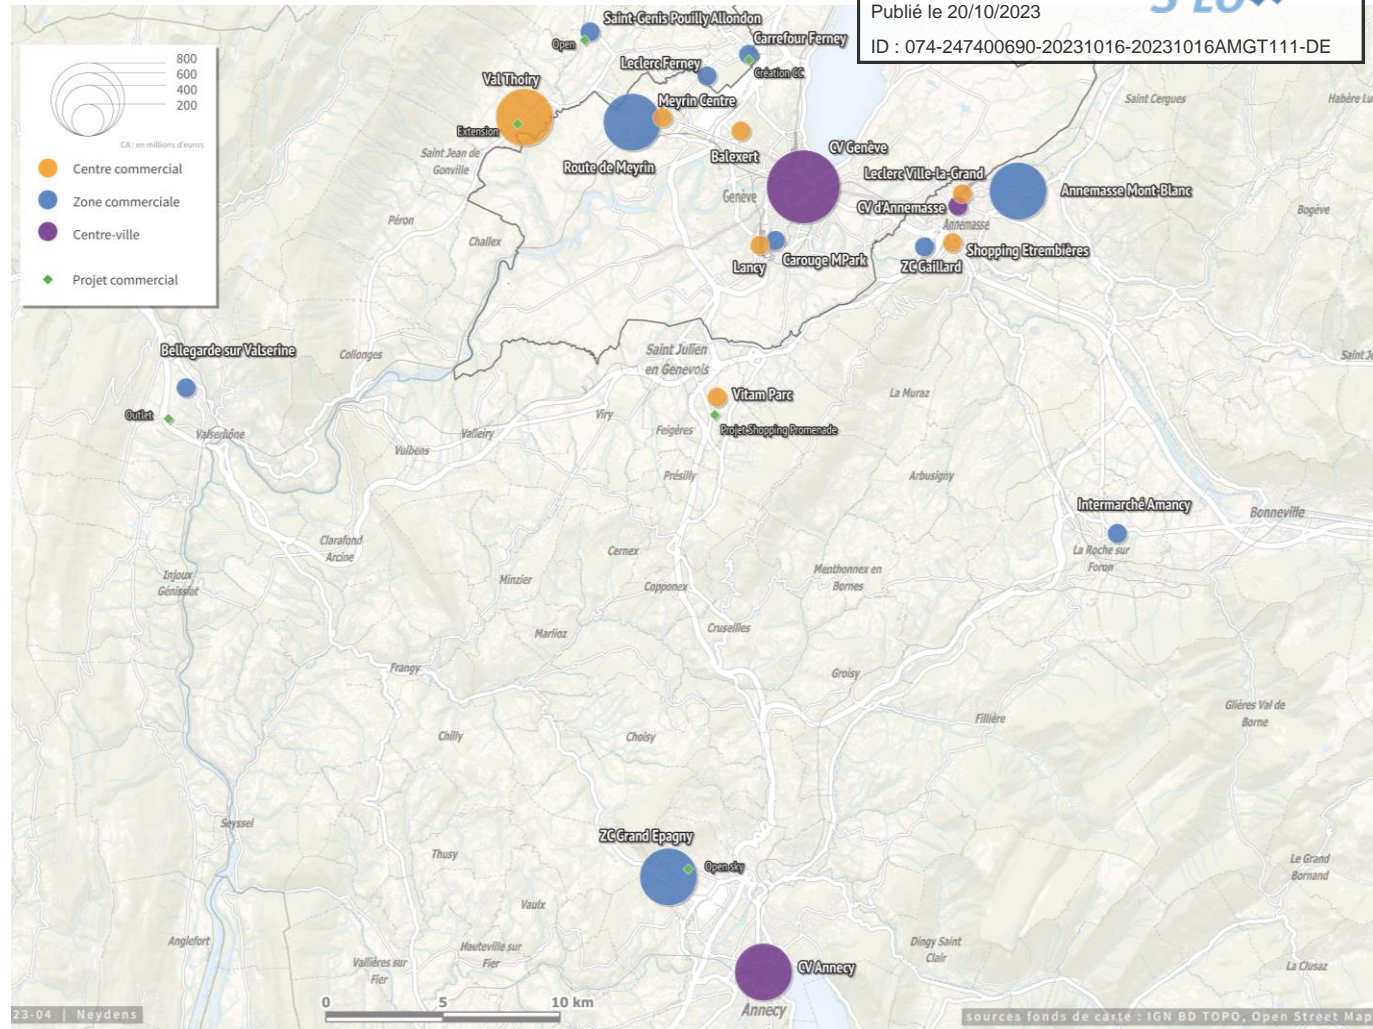 Publié le 20/10/2023
S²LO
ID : 074-247400690-20231016-20231016AMGT111-DE
800
600
400
200
CA : en millions d'euros
Centre commercial
Zone commerciale
Centre-ville
Projet commercial
Saint-Genis Pouilly Allondon
Open
Carrefour Ferney
Création CC
Leclerc Ferney
Val Thoiry
Extension
Meyrin Centre
Route de Meyrin
Balexert
CV Genève
Genève
Leclerc Ville-la-Grand
CV d'Annemasse
Annemasse
Annemasse Mont-Blanc
Shopping Etrembières
ZC Gaillard
Lancy
Carouge MPark
Saint Cergues
Habère Lu
Bogève
Saint Jean de
Gonville
Péron
Challex
Collonges
Bellegarde sur Valserine
Outlet
Valserhône
Saint Julien
en Genevois
Vitam Parc
Projet Shopping Promenade
Viry
Feigères
Valleiry
Vulbens
Présilly
La Muraz
Arbusigny
Saint Je
Intermarché Amancy
Bonneville
La Roche sur
Foron
Clarafond
Arcine
Injoux
Génissiat
Minzier
Cernex
Copponex
Menthonnex en
Bornes
Marlioz
Cruseilles
Frangy
Groisy
Fillière
Glières Val de
Borne
Chilly
Choisy
Seyssel
Thusy
ZC Grand Epagny
Open sky
Vaulx
Le Grand
Bornand
Anglefort
Vallières sur
Fier
Hauteville sur
Fier
Dingy Saint
Clair
La Clusaz
CV Annecy
Annecy
0 5 10 km
23-04 | Neydens
sources fonds de carte : IGN BD TOPO, Open Street Map